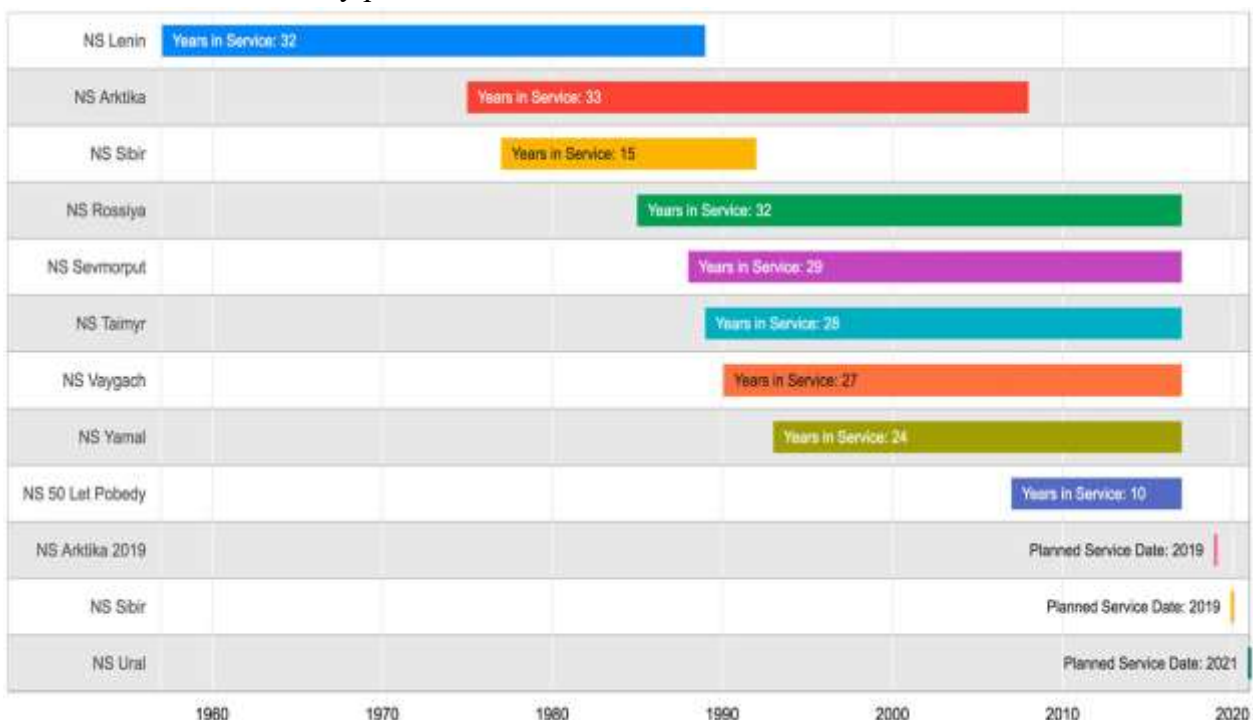 NS Lenin Years in Service: 32
NS Arktika Years in Service: 33
NS Sibir Years in Service: 15
NS Rossiya Years in Service: 32
NS Sevmorput Years in Service: 29
NS Taimyr Years in Service: 28
NS Vaygach Years in Service: 27
NS Yamal Years in Service: 24
NS 50 Let Pobedy Years in Service: 10
NS Arktika 2019 Planned Service Date: 2019
NS Sibir Planned Service Date: 2019
NS Ural Planned Service Date: 2021
1960 1970 1980 1990 2000 2010 2020